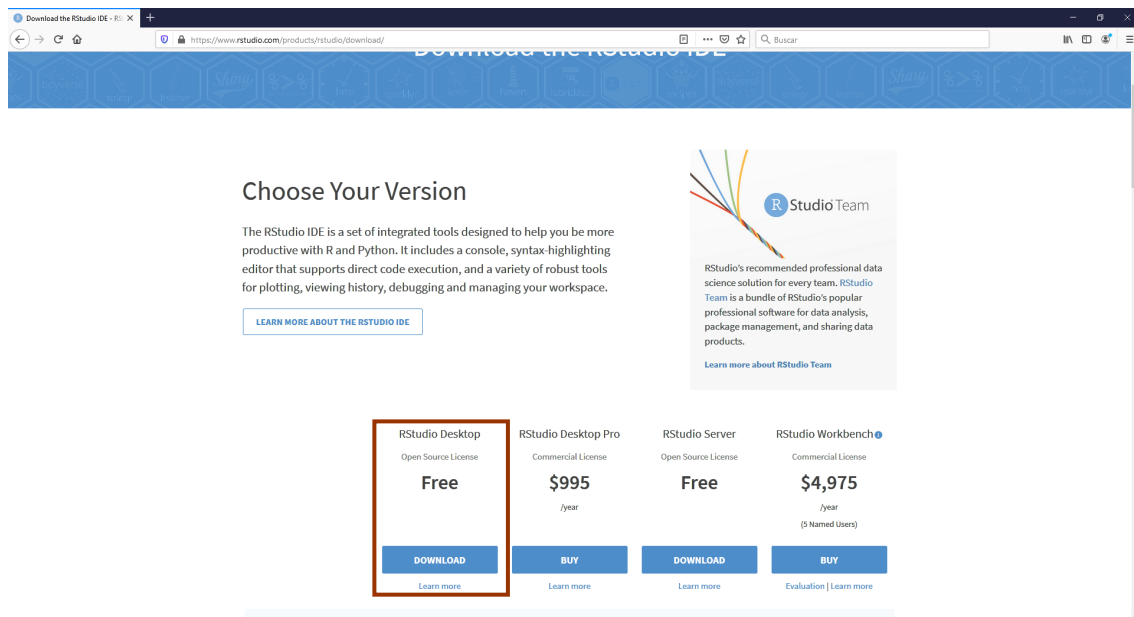 Download the RStudio IDE - RS
https://www.rstudio.com/products/rstudio/download/
Buscar
Download the RStudio IDE
Choose Your Version
The RStudio IDE is a set of integrated tools designed to help you be more
productive with R and Python. It includes a console, syntax-highlighting
editor that supports direct code execution, and a variety of robust tools
for plotting, viewing history, debugging and managing your workspace.
LEARN MORE ABOUT THE RSTUDIO IDE
R Studio Team
RStudio's recommended professional data
science solution for every team. RStudio
Team is a bundle of RStudio's popular
professional software for data analysis,
package management, and sharing data
products.
Learn more about RStudio Team
RStudio Desktop
Open Source License
Free
DOWNLOAD
Learn more
RStudio Desktop Pro
Commercial License
$995
/year
BUY
Learn more
RStudio Server
Open Source License
Free
DOWNLOAD
Learn more
RStudio Workbench
Commercial License
$4,975
/year
(5 Named Users)
BUY
Evaluation | Learn more